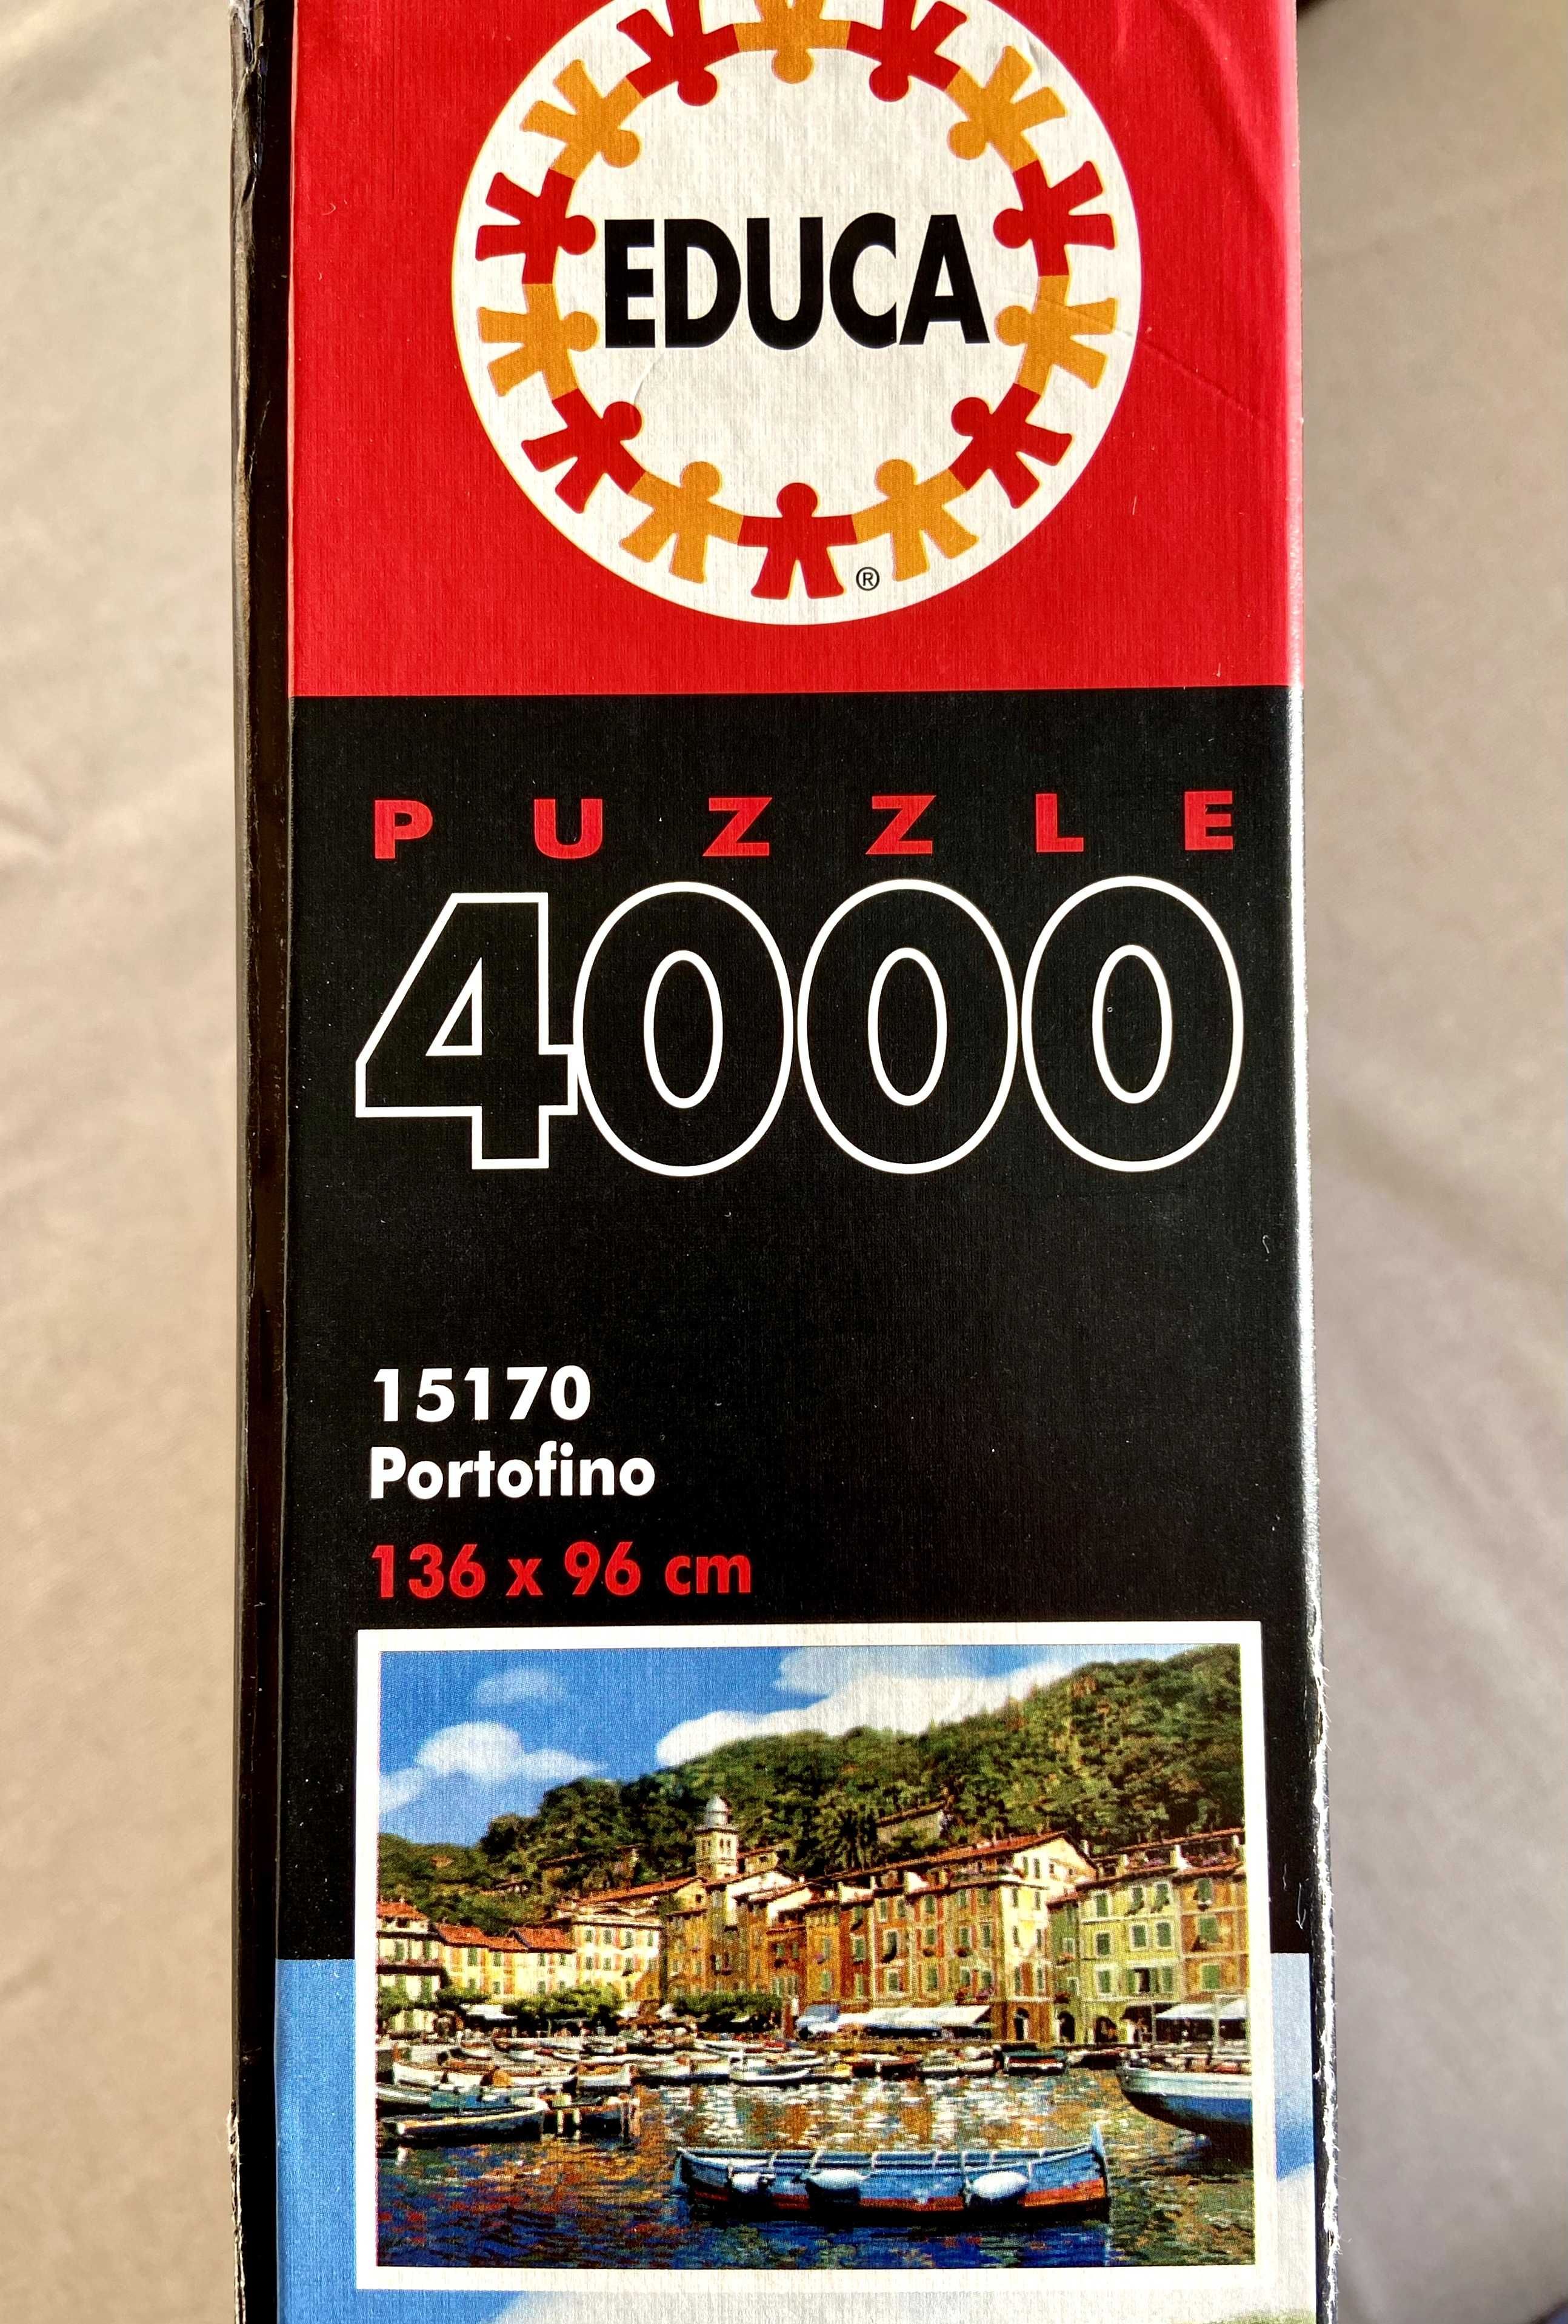 EDUCA
®
PUZZLE
4000
15170
Portofino
136 x 96 cm